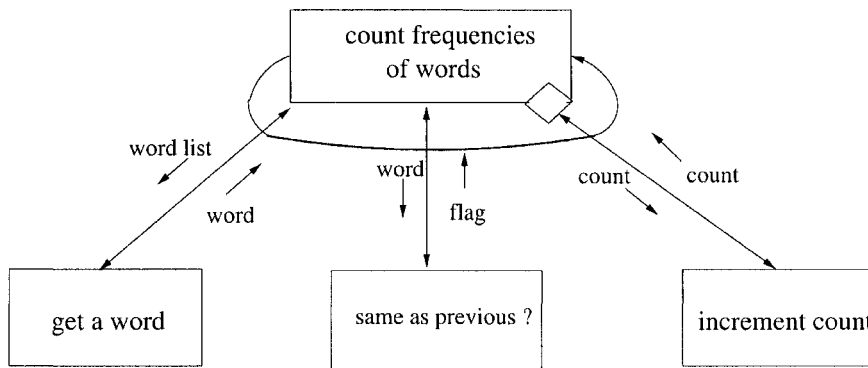 count frequencies
of words
word list
word
word
flag
count
count
get a word
same as previous ?
increment count